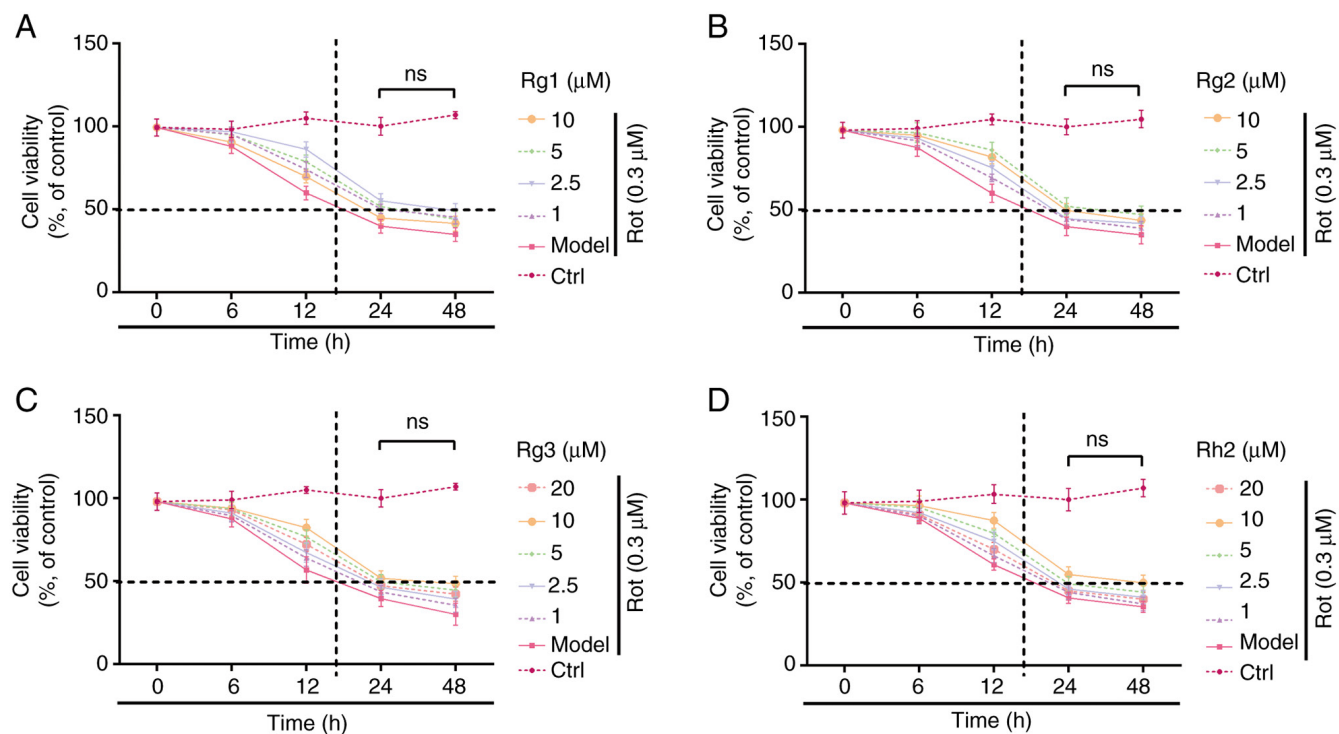 A
150
100
50
0
Cell viability
(%, of control)
0 6 12 24 48
Time (h)
ns
Rg1 (μM)
10
5
2.5
1
Model
Ctrl
Rot (0.3 μM)
B
150
100
50
0
Cell viability
(%, of control)
0 6 12 24 48
Time (h)
ns
Rg2 (μM)
10
5
2.5
1
Model
Ctrl
Rot (0.3 μM)
C
150
100
50
0
Cell viability
(%, of control)
0 6 12 24 48
Time (h)
ns
Rg3 (μM)
20
10
5
2.5
1
Model
Ctrl
Rot (0.3 μM)
D
150
100
50
0
Cell viability
(%, of control)
0 6 12 24 48
Time (h)
ns
Rh2 (μM)
20
10
5
2.5
1
Model
Ctrl
Rot (0.3 μM)